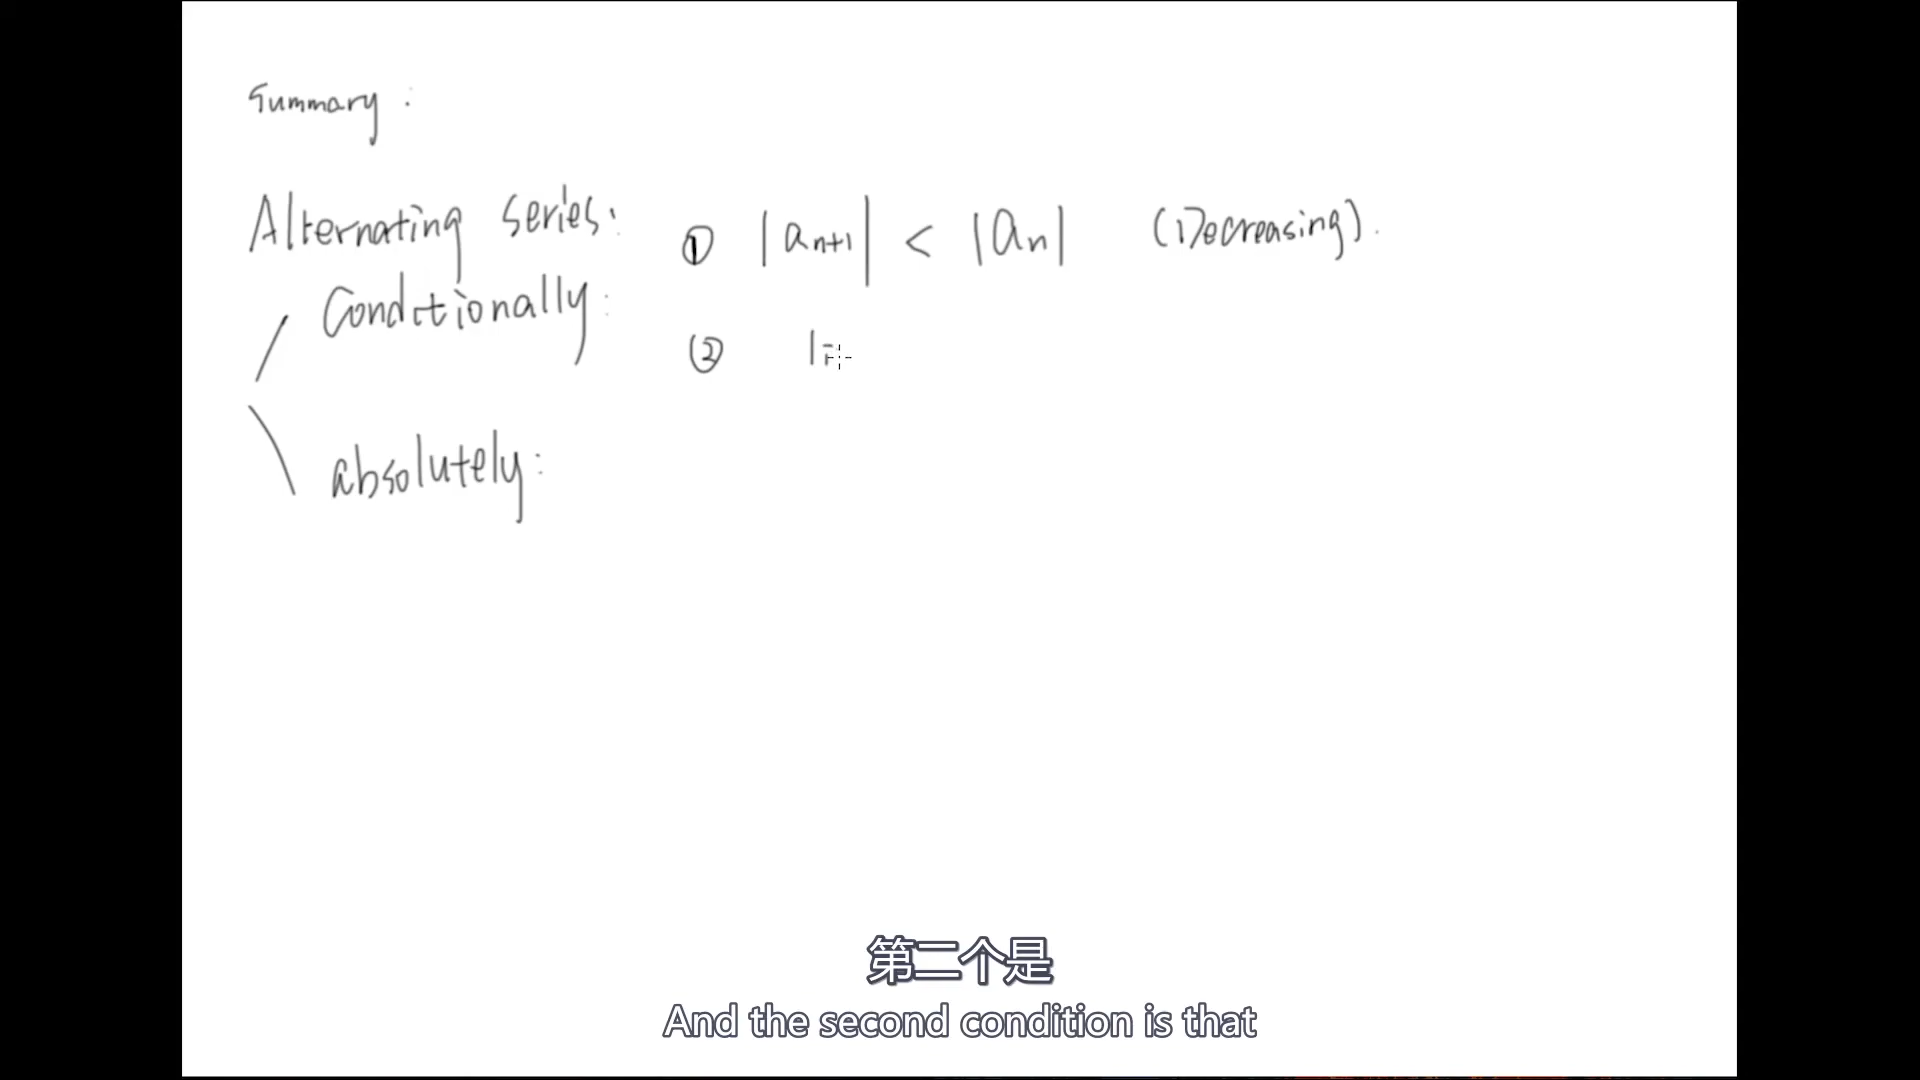 Summary:
Alternating series: ① |an+1| < |an| (Decreasing).
Conditionally: ②
absolutely:
第二个是
And the second condition is that